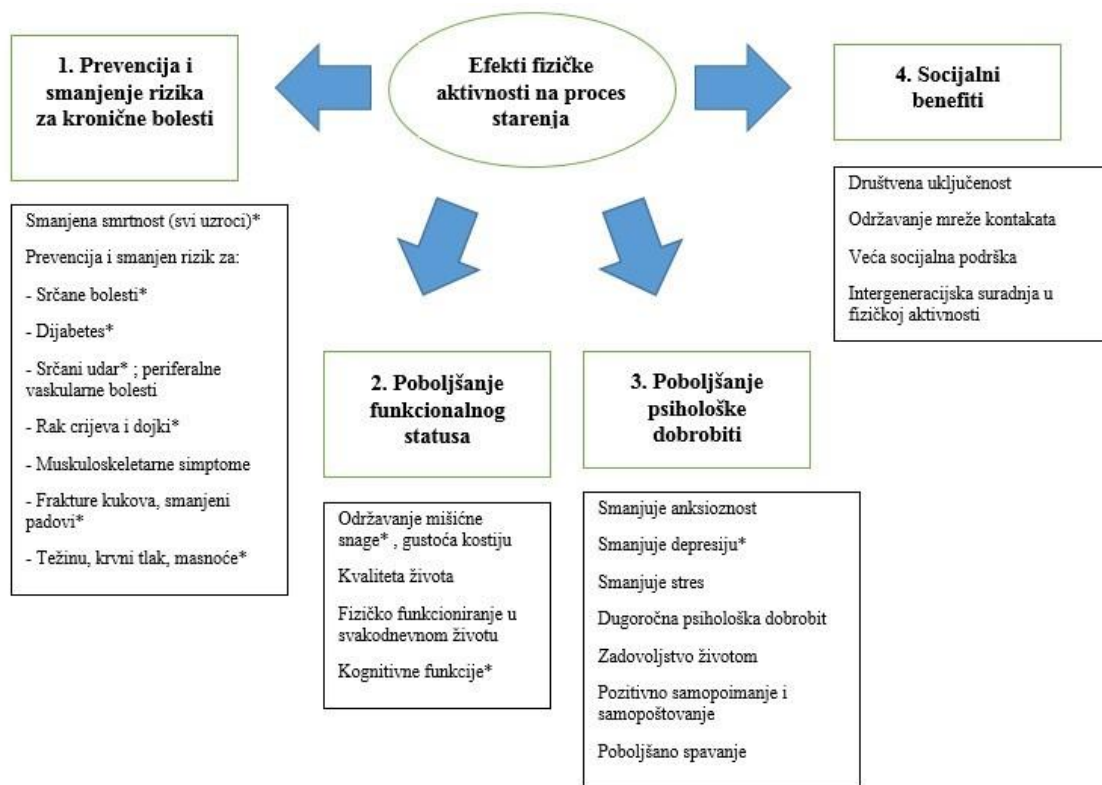 Efekti fizičke
aktivnosti na proces
starenja
1. Prevencija i
smanjenje rizika
za kronične bolesti
Smanjena smrtnost (svi uzroci)*
Prevencija i smanjen rizik za:
- Srčane bolesti*
- Dijabetes*
- Srčani udar* ; periferalne
vaskularne bolesti
- Rak crijeva i dojki*
- Muskuloskeletarne simptome
- Frakture kukova, smanjeni
padovi*
- Težinu, krvni tlak, masnoće*
2. Poboljšanje
funkcionalnog
statusa
Održavanje mišićne
snage* , gustoća kostiju
Kvaliteta života
Fizičko funkcioniranje u
svakodnevnom životu
Kognitivne funkcije*
3. Poboljšanje
psihološke
dobrobiti
Smanjuje anksioznost
Smanjuje depresiju*
Smanjuje stres
Dugoročna psihološka dobrobit
Zadovoljstvo životom
Pozitivno samopoimanje i
samopoštovanje
Poboljšano spavanje
4. Socijalni
benefiti
Društvena uključenost
Održavanje mreže kontakata
Veća socijalna podrška
Intergeneracijska suradnja u
fizičkoj aktivnosti